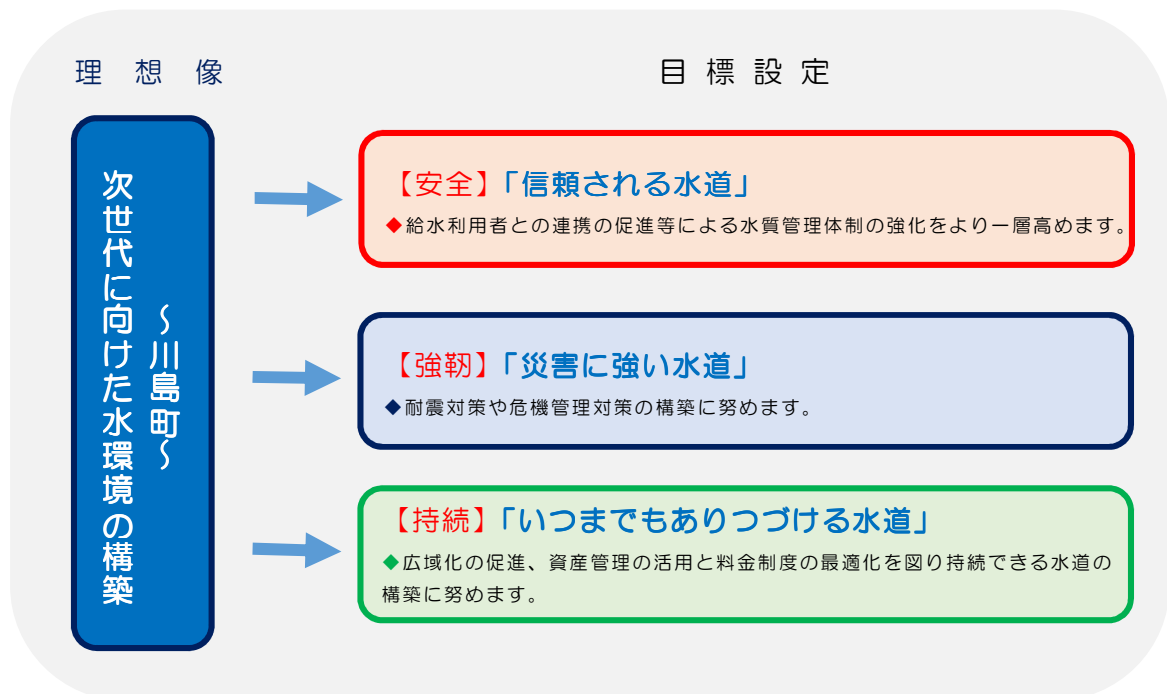 理想像
目標設定
次世代に向けた水環境の構築
～川島町～
【安全】「信頼される水道」
◆給水利用者との連携の促進等による水質管理体制の強化をより一層高めます。
【強靭】「災害に強い水道」
◆耐震対策や危機管理対策の構築に努めます。
【持続】「いつまでもありつづける水道」
◆広域化の促進、資産管理の活用と料金制度の最適化を図り持続できる水道の
構築に努めます。